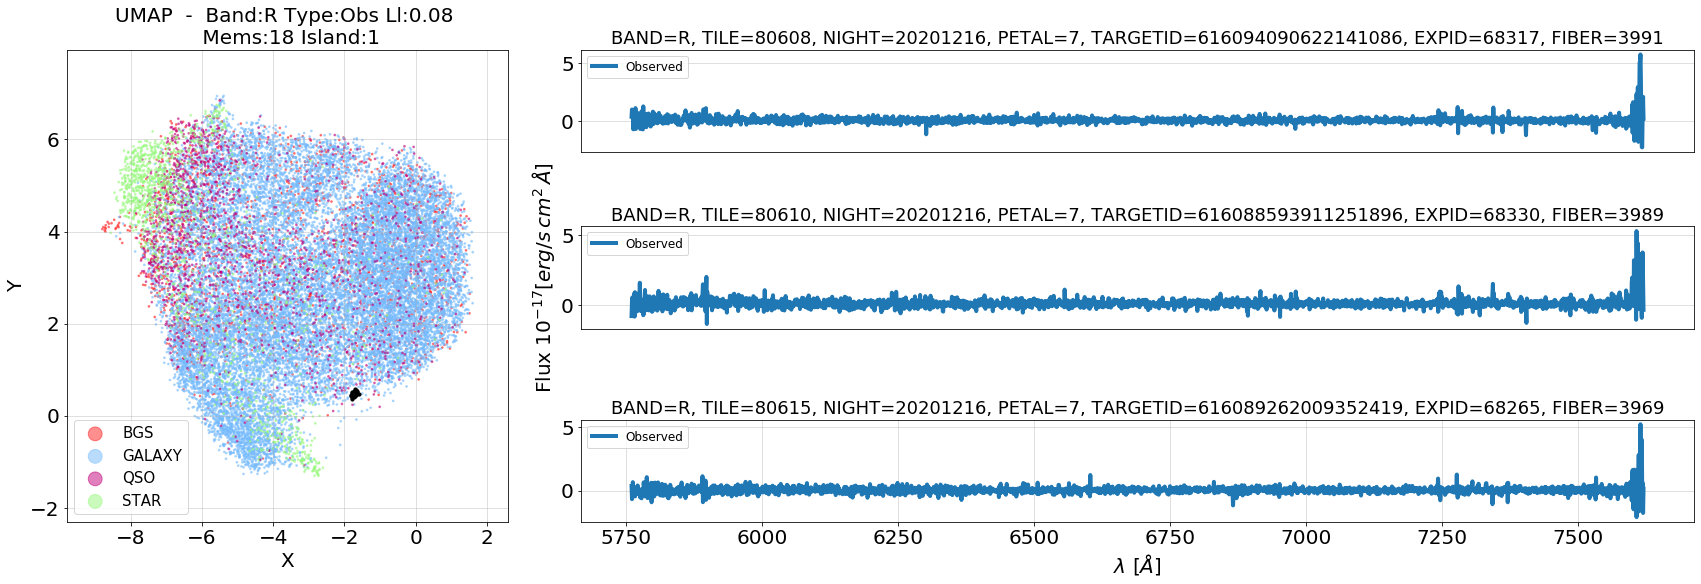 UMAP  -  Band:R Type:Obs Ll:0.08
Mems:18 Island:1
Y
6
4
2
0
−2
BGS
GALAXY
QSO
STAR
−8 −6 −4 −2 0 2
X
Flux 10⁻¹⁷[erg/s cm² Å]
BAND=R, TILE=80608, NIGHT=20201216, PETAL=7, TARGETID=616094090622141086, EXPID=68317, FIBER=3991
Observed
5
0
BAND=R, TILE=80610, NIGHT=20201216, PETAL=7, TARGETID=616088593911251896, EXPID=68330, FIBER=3989
Observed
5
0
BAND=R, TILE=80615, NIGHT=20201216, PETAL=7, TARGETID=616089262009352419, EXPID=68265, FIBER=3969
Observed
5
0
5750 6000 6250 6500 6750 7000 7250 7500
λ [Å]